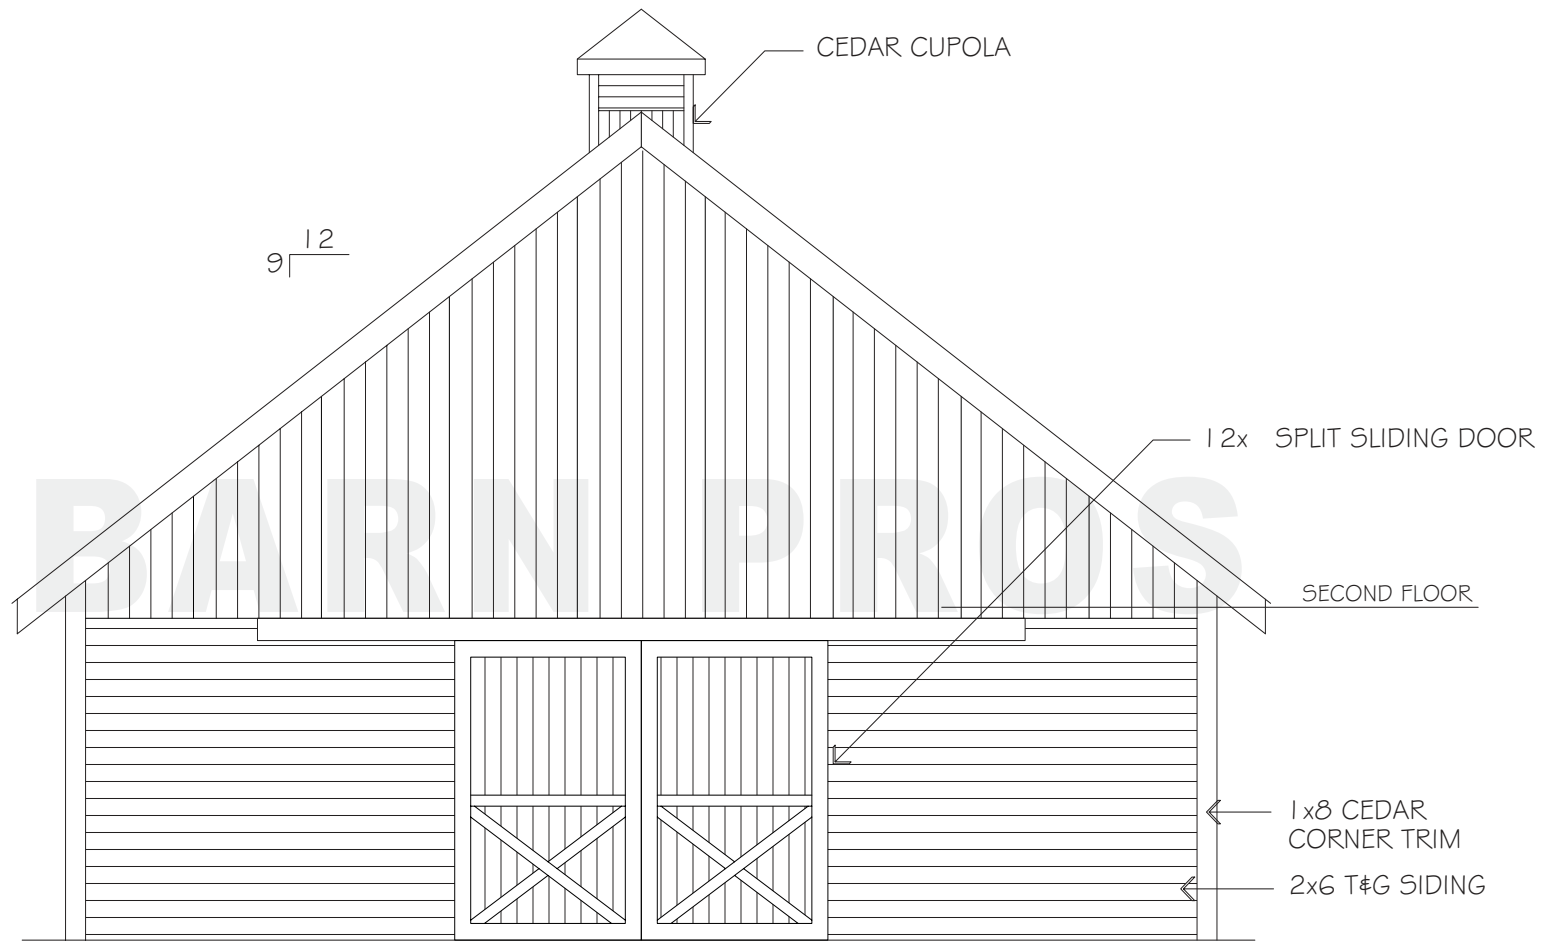 CEDAR CUPOLA
12
9
12x SPLIT SLIDING DOOR
BARN PROS
SECOND FLOOR
1x8 CEDAR
CORNER TRIM
2x6 T&G SIDING